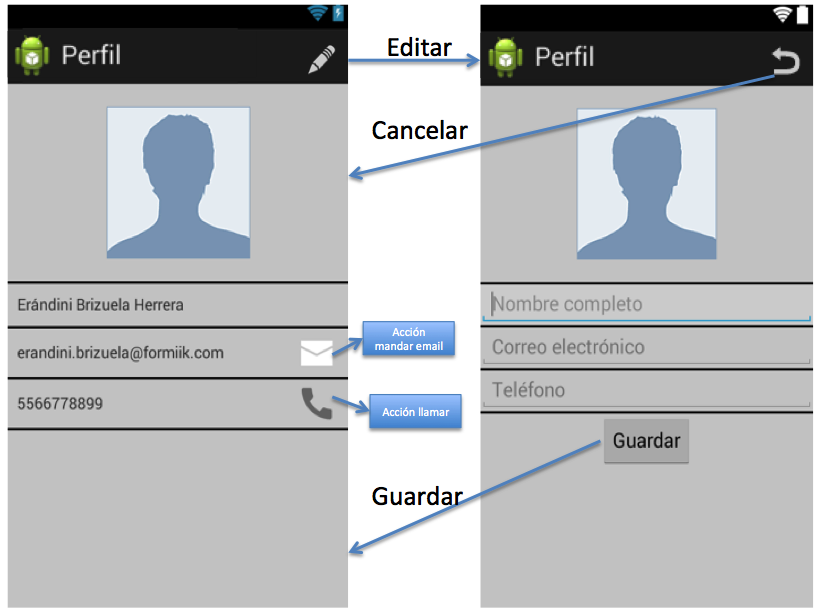 Perfil
Editar
Perfil
Cancelar
Erándini Brizuela Herrera
erandini.brizuela@formiik.com
5566778899
Acción
mandar email
Acción llamar
Nombre completo
Correo electrónico
Teléfono
Guardar
Guardar